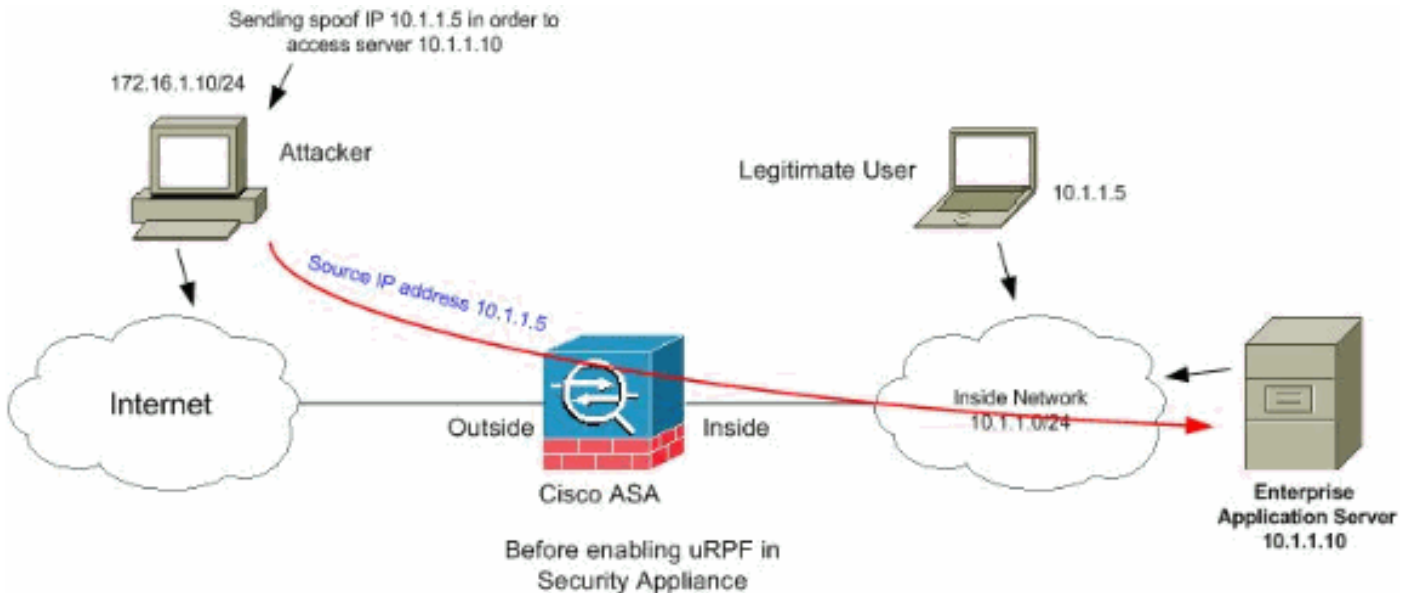 Sending spoof IP 10.1.1.5 in order to
access server 10.1.1.10
172.16.1.10/24
Attacker
Legitimate User
10.1.1.5
Source IP address 10.1.1.5
Internet
Outside
Inside
Inside Network
10.1.1.0/24
Cisco ASA
Enterprise
Application Server
10.1.1.10
Before enabling uRPF in
Security Appliance